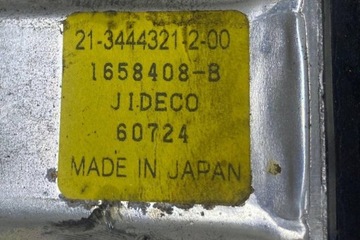 21-3444321-2-00
1658408-B
JIDECO
60724
MADE IN JAPAN